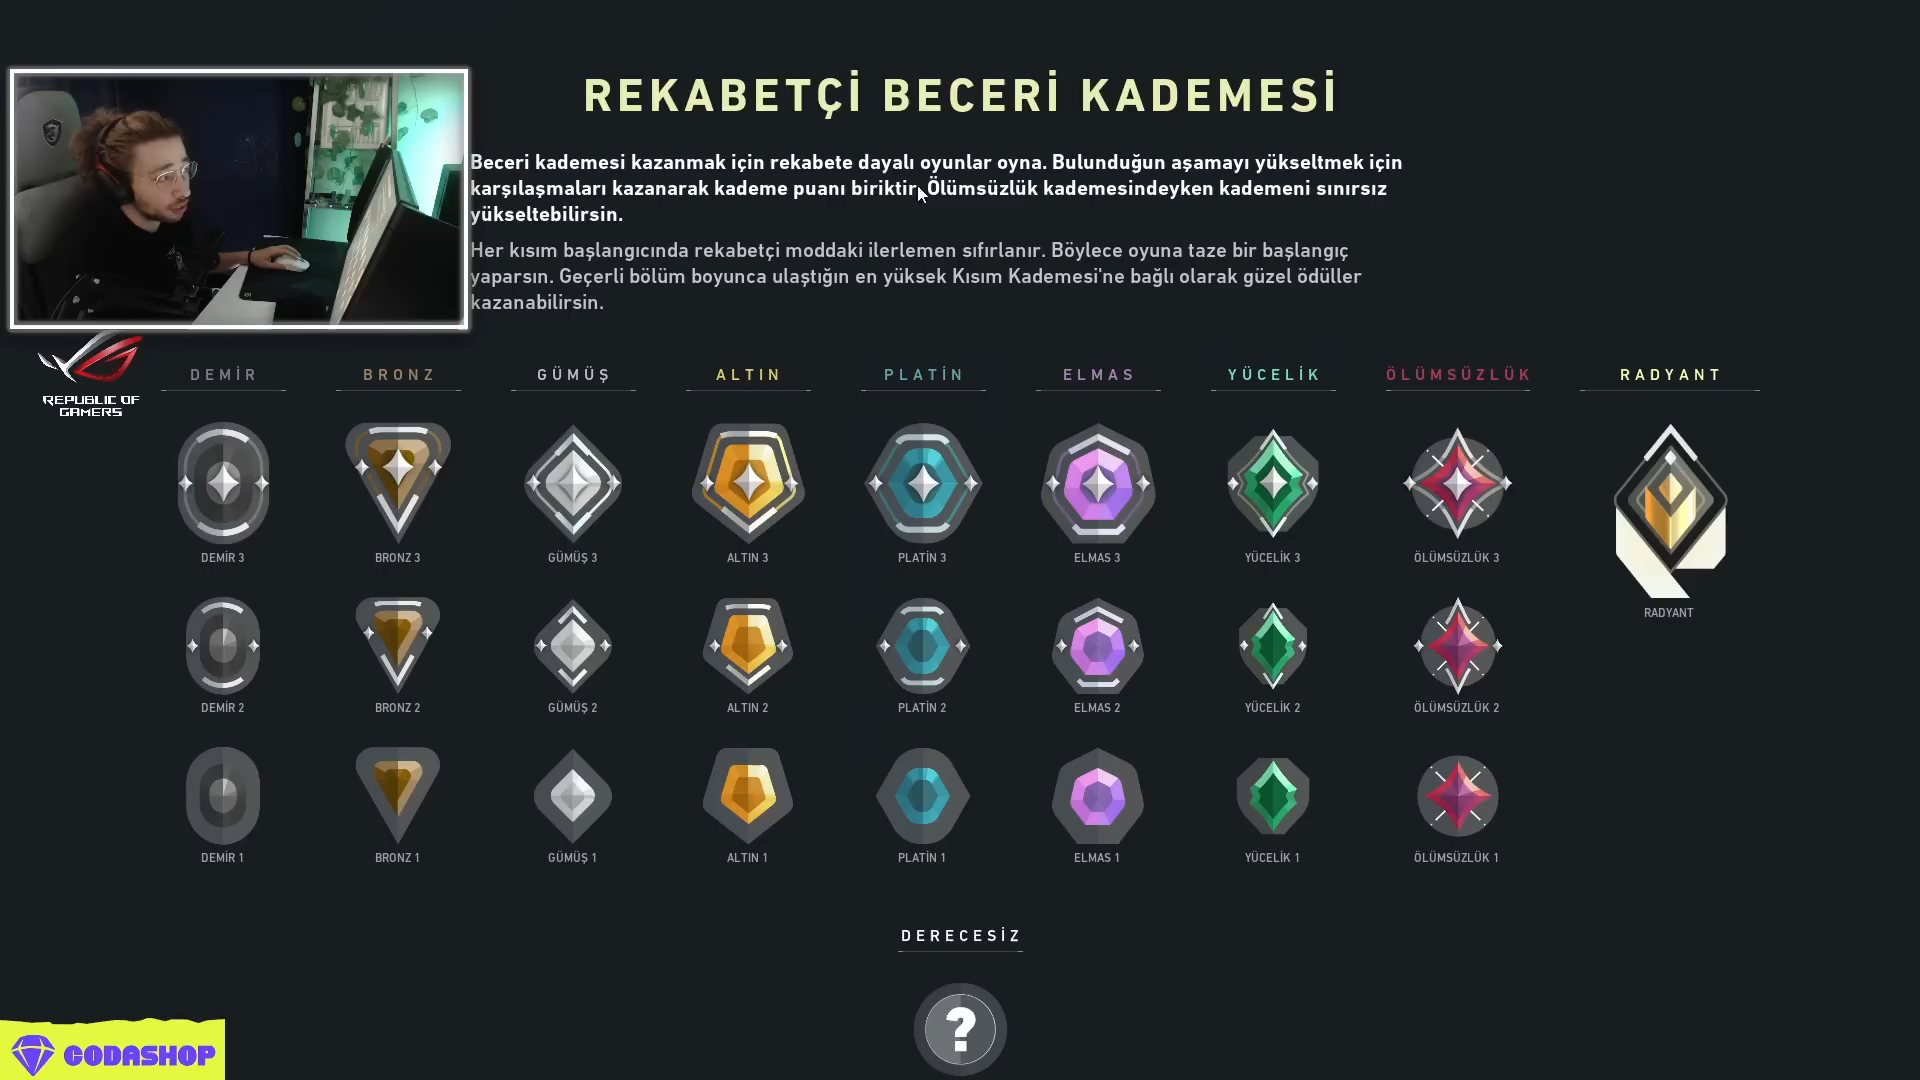 REKABETÇİ BECERİ KADEMESİ
Beceri kademesi kazanmak için rekabete dayalı oyunlar oyna. Bulunduğun aşamayı yükseltmek için
karşılaşmaları kazanarak kademe puanı biriktir. Ölümsüzlük kademesindeyken kademeni sınırsız
yükseltebilirsin.
Her kısım başlangıcında rekabetçi moddaki ilerlemen sıfırlanır. Böylece oyuna taze bir başlangıç
yaparsın. Geçerli bölüm boyunca ulaştığın en yüksek Kısım Kademesi'ne bağlı olarak güzel ödüller
kazanabilirsin.
REPUBLIC OF
GAMERS
DEMİR BRONZ GÜMÜŞ ALTIN PLATİN ELMAS YÜCELİK ÖLÜMSÜZLÜK RADYANT
DEMİR 3 BRONZ 3 GÜMÜŞ 3 ALTIN 3 PLATİN 3 ELMAS 3 YÜCELİK 3 ÖLÜMSÜZLÜK 3
RADYANT
DEMİR 2 BRONZ 2 GÜMÜŞ 2 ALTIN 2 PLATİN 2 ELMAS 2 YÜCELİK 2 ÖLÜMSÜZLÜK 2
DEMİR 1 BRONZ 1 GÜMÜŞ 1 ALTIN 1 PLATİN 1 ELMAS 1 YÜCELİK 1 ÖLÜMSÜZLÜK 1
DERECESİZ
?
CODASHOP